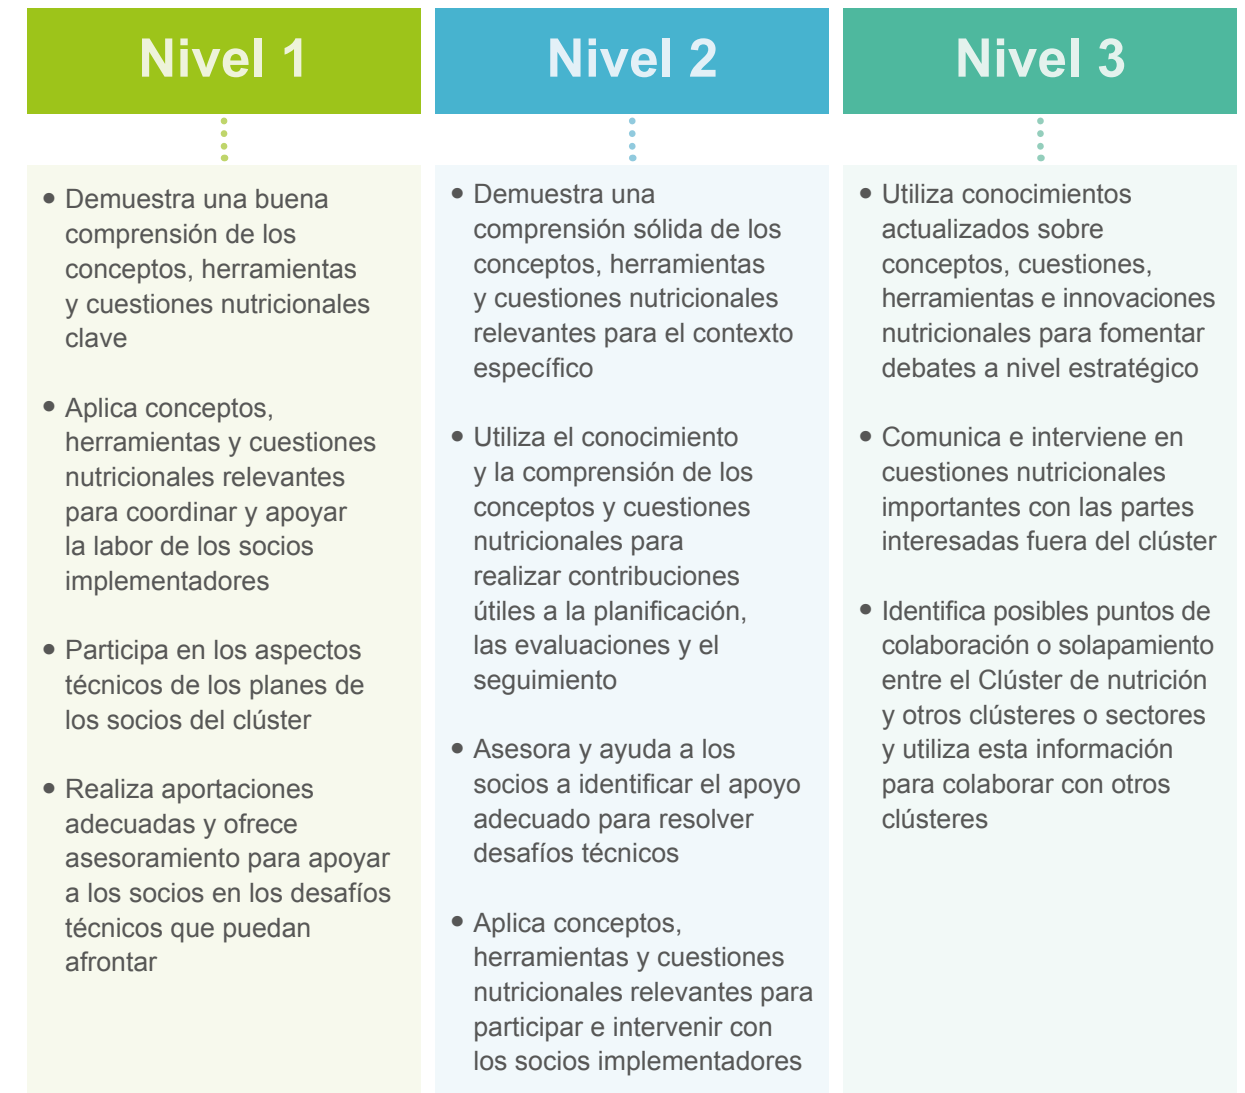 Nivel 1
• Demuestra una buena
comprensión de los
conceptos, herramientas
y cuestiones nutricionales
clave
• Aplica conceptos,
herramientas y cuestiones
nutricionales relevantes
para coordinar y apoyar
la labor de los socios
implementadores
• Participa en los aspectos
técnicos de los planes de
los socios del clúster
• Realiza aportaciones
adecuadas y ofrece
asesoramiento para apoyar
a los socios en los desafíos
técnicos que puedan
afrontar
Nivel 2
• Demuestra una
comprensión sólida de los
conceptos, herramientas
y cuestiones nutricionales
relevantes para el contexto
específico
• Utiliza el conocimiento
y la comprensión de los
conceptos y cuestiones
nutricionales para
realizar contribuciones
útiles a la planificación,
las evaluaciones y el
seguimiento
• Asesora y ayuda a los
socios a identificar el apoyo
adecuado para resolver
desafíos técnicos
• Aplica conceptos,
herramientas y cuestiones
nutricionales relevantes para
participar e intervenir con
los socios implementadores
Nivel 3
• Utiliza conocimientos
actualizados sobre
conceptos, cuestiones,
herramientas e innovaciones
nutricionales para fomentar
debates a nivel estratégico
• Comunica e interviene en
cuestiones nutricionales
importantes con las partes
interesadas fuera del clúster
• Identifica posibles puntos de
colaboración o solapamiento
entre el Clúster de nutrición
y otros clústeres o sectores
y utiliza esta información
para colaborar con otros
clústeres